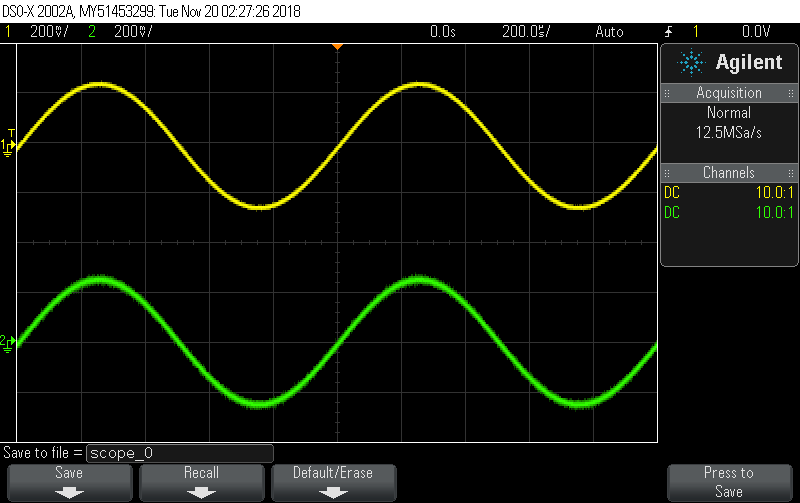 DSO-X 2002A, MY51453299: Tue Nov 20 02:27:26 2018
1 200V/ 2 200V/ 0.0s 200.0s/ Auto 1 0.0V
Agilent
Acquisition
Normal
12.5MSa/s
Channels
DC 10.0:1
DC 10.0:1
T
1
2
Save to file = scope_0
Save Recall Default/Erase Press to
Save